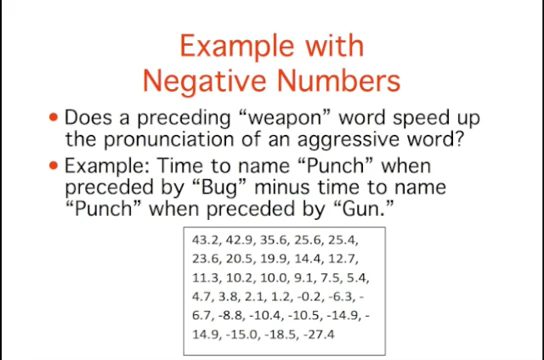 Example with
Negative Numbers
• Does a preceding “weapon” word speed up
the pronunciation of an aggressive word?
• Example: Time to name “Punch” when
preceded by “Bug” minus time to name
“Punch” when preceded by “Gun.”
43.2, 42.9, 35.6, 25.6, 25.4,
23.6, 20.5, 19.9, 14.4, 12.7,
11.3, 10.2, 10.0, 9.1, 7.5, 5.4,
4.7, 3.8, 2.1, 1.2, -0.2, -6.3, -
6.7, -8.8, -10.4, -10.5, -14.9, -
14.9, -15.0, -18.5, -27.4